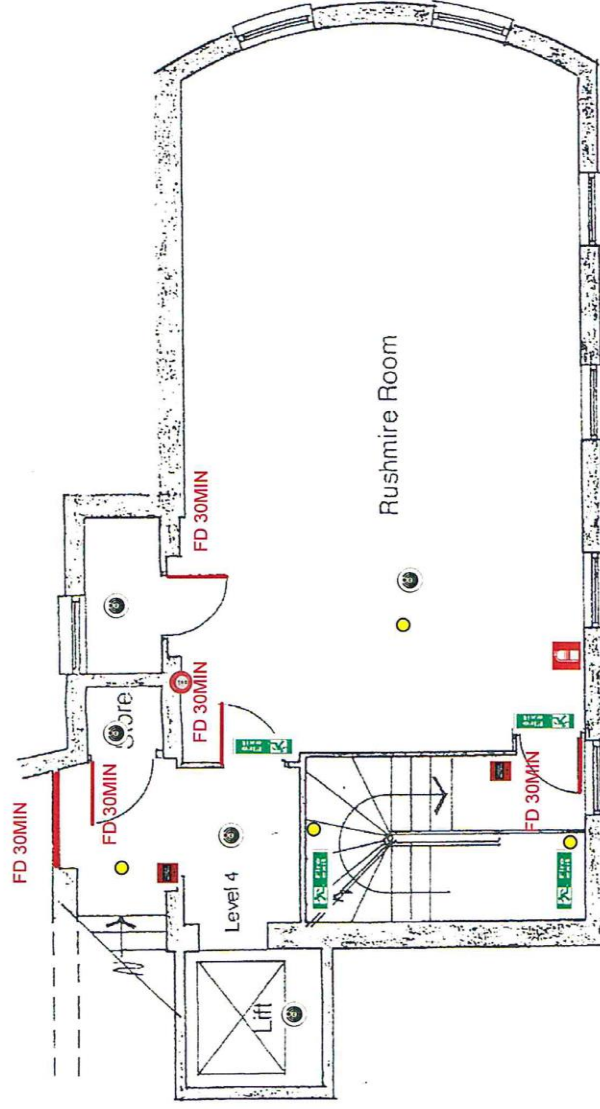 FD 30MIN
FD 30MIN
Store
FD 30MIN
FD 30MIN
Level 4
Lift
Rushmire Room
Fire
exit
Fire
exit
Fire
exit
Fire
exit
FD 30MIN